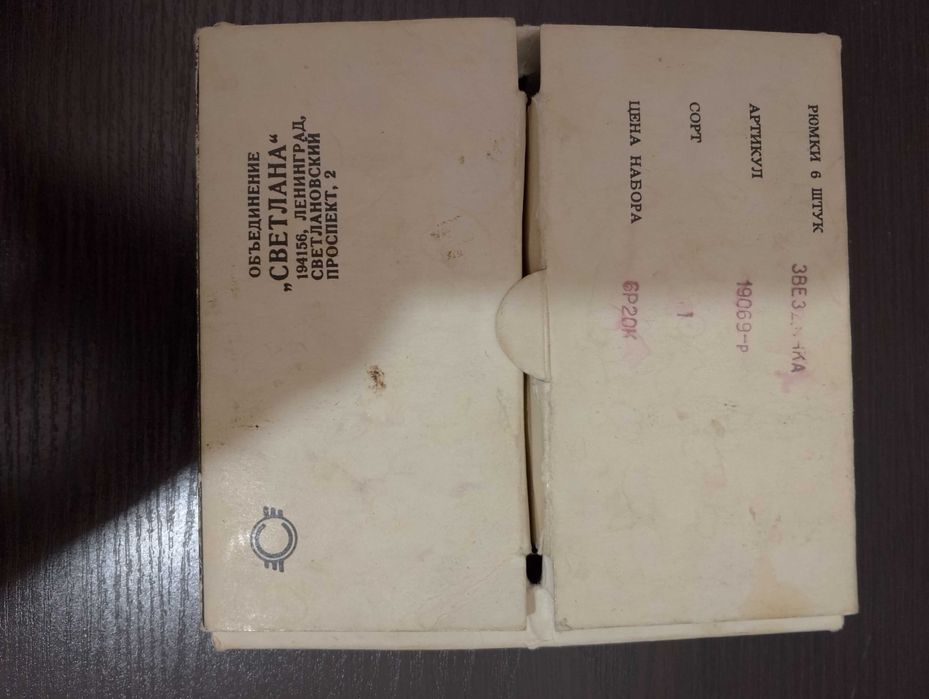 ОБЪЕДИНЕНИЕ
„СВЕТЛАНА“
194156, ЛЕНИНГРАД,
СВЕТЛАНОВСКИЙ
ПРОСПЕКТ, 2
РЮМКИ 6 ШТУК
АРТИКУЛ 19069-р
СОРТ 1
ЦЕНА НАБОРА 6Р20К